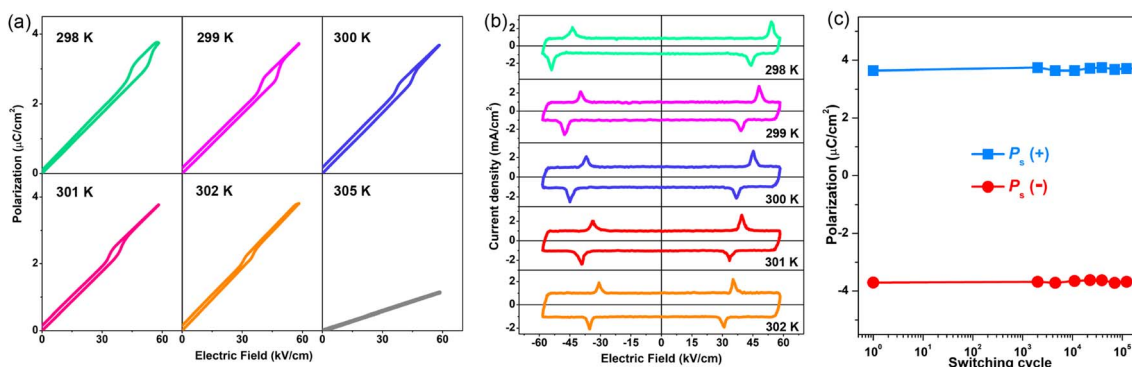 (a)
4
2
0
Polarization (μC/cm²)
298 K
299 K
300 K
4
2
0
301 K
302 K
305 K
0 30 60 0 30 60 0 30 60
Electric Field (kV/cm)
(b)
Current density (mA/cm²)
2
0
-2
298 K
2
0
-2
299 K
2
0
-2
300 K
2
0
-2
301 K
2
0
-2
302 K
-60 -45 -30 -15 0 15 30 45 60
Electric Field (kV/cm)
(c)
Polarization (μC/cm²)
4
2
0
-2
-4
Pₛ (+)
Pₛ (-)
10⁰ 10¹ 10² 10³ 10⁴ 10⁵
Switching cycle